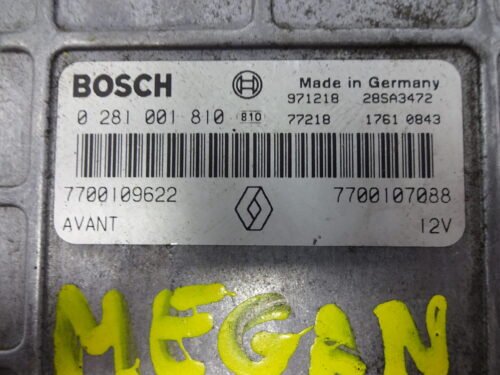 BOSCH Made in Germany
971218 28SA3472
0 281 001 810 810 77218 1761 0843
7700109622 7700107088
AVANT 12V
MEGAN